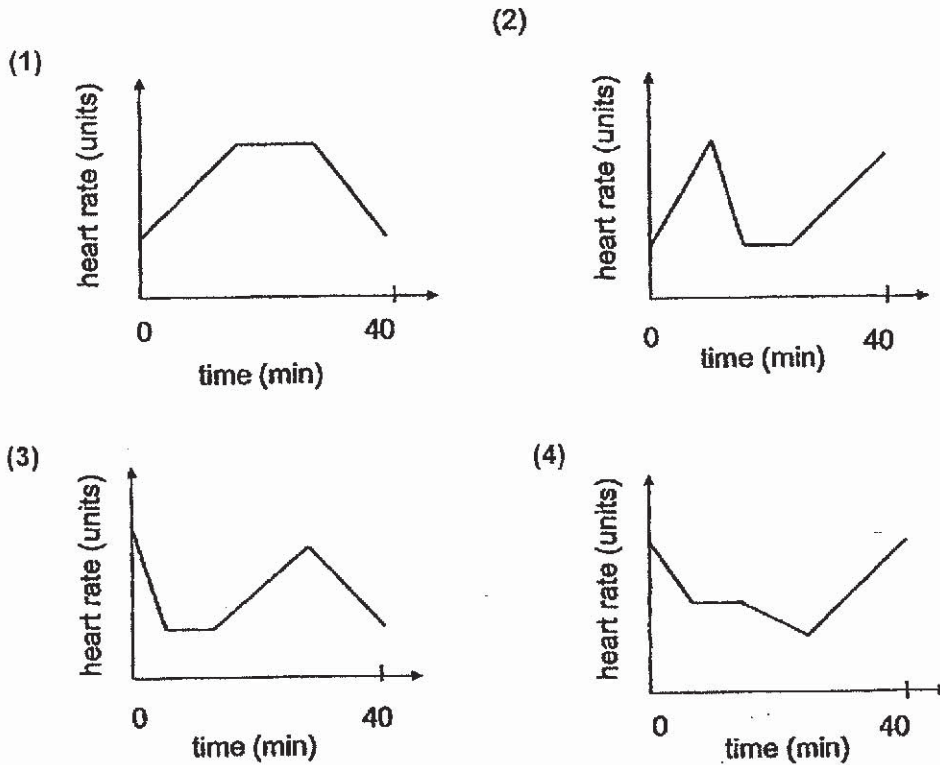 (1)
heart rate (units)
0
40
time (min)
(2)
heart rate (units)
0
40
time (min)
(3)
heart rate (units)
0
40
time (min)
(4)
heart rate (units)
0
40
time (min)